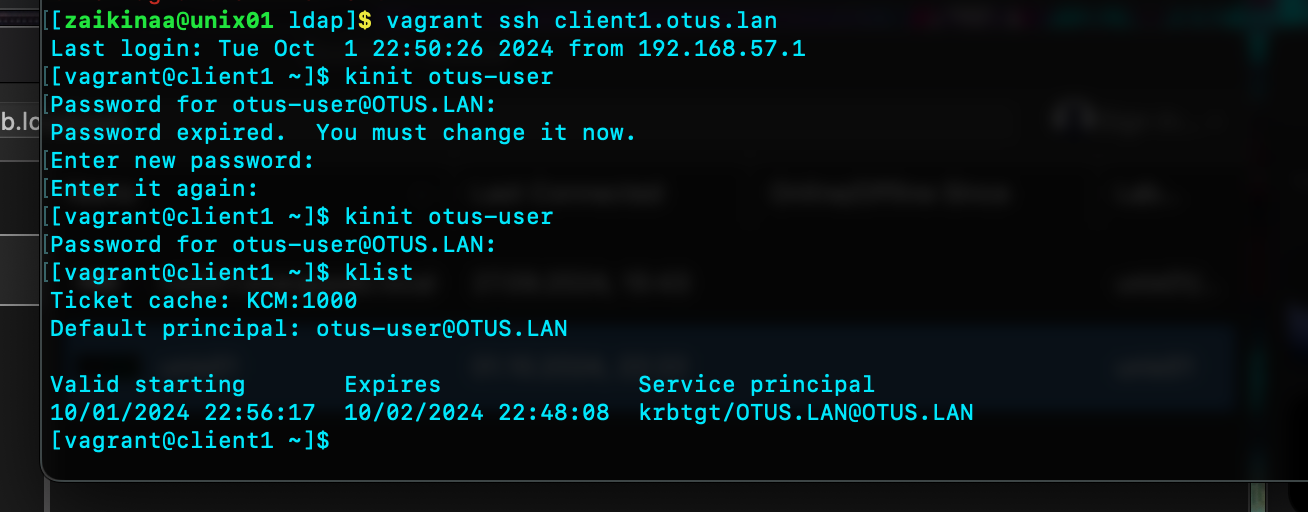 [[zaikinaa@unix01 ldap]$ vagrant ssh client1.otus.lan
Last login: Tue Oct  1 22:50:26 2024 from 192.168.57.1
[[vagrant@client1 ~]$ kinit otus-user
[Password for otus-user@OTUS.LAN:
Password expired.  You must change it now.
[Enter new password:
[Enter it again:
[[vagrant@client1 ~]$ kinit otus-user
[Password for otus-user@OTUS.LAN:
[[vagrant@client1 ~]$ klist
Ticket cache: KCM:1000
Default principal: otus-user@OTUS.LAN
Valid starting       Expires              Service principal
10/01/2024 22:56:17  10/02/2024 22:48:08  krbtgt/OTUS.LAN@OTUS.LAN
[vagrant@client1 ~]$